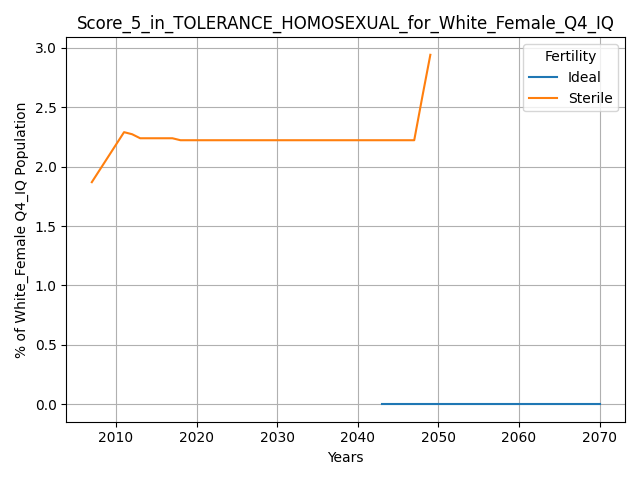 Score_5_in_TOLERANCE_HOMOSEXUAL_for_White_Female_Q4_IQ
Fertility
Ideal
Sterile
% of White_Female Q4_IQ Population
3.0
2.5
2.0
1.5
1.0
0.5
0.0
2010 2020 2030 2040 2050 2060 2070
Years